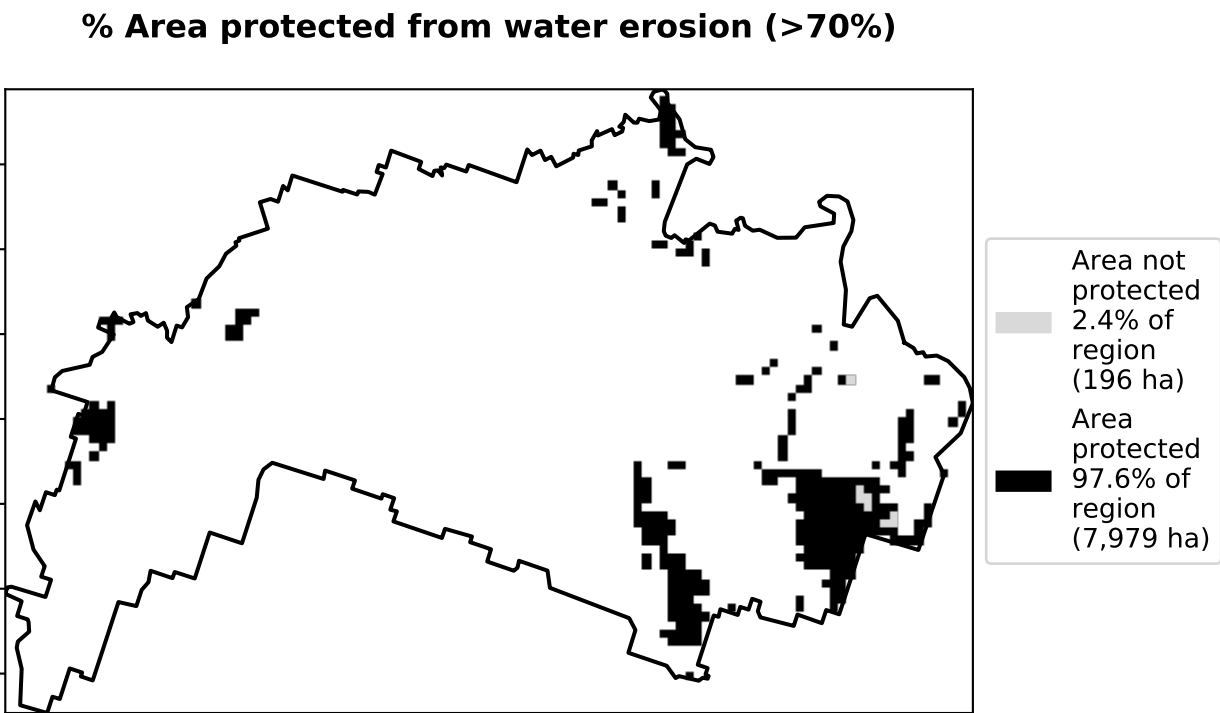 % Area protected from water erosion (>70%)
Area not
protected
2.4% of
region
(196 ha)
Area
protected
97.6% of
region
(7,979 ha)